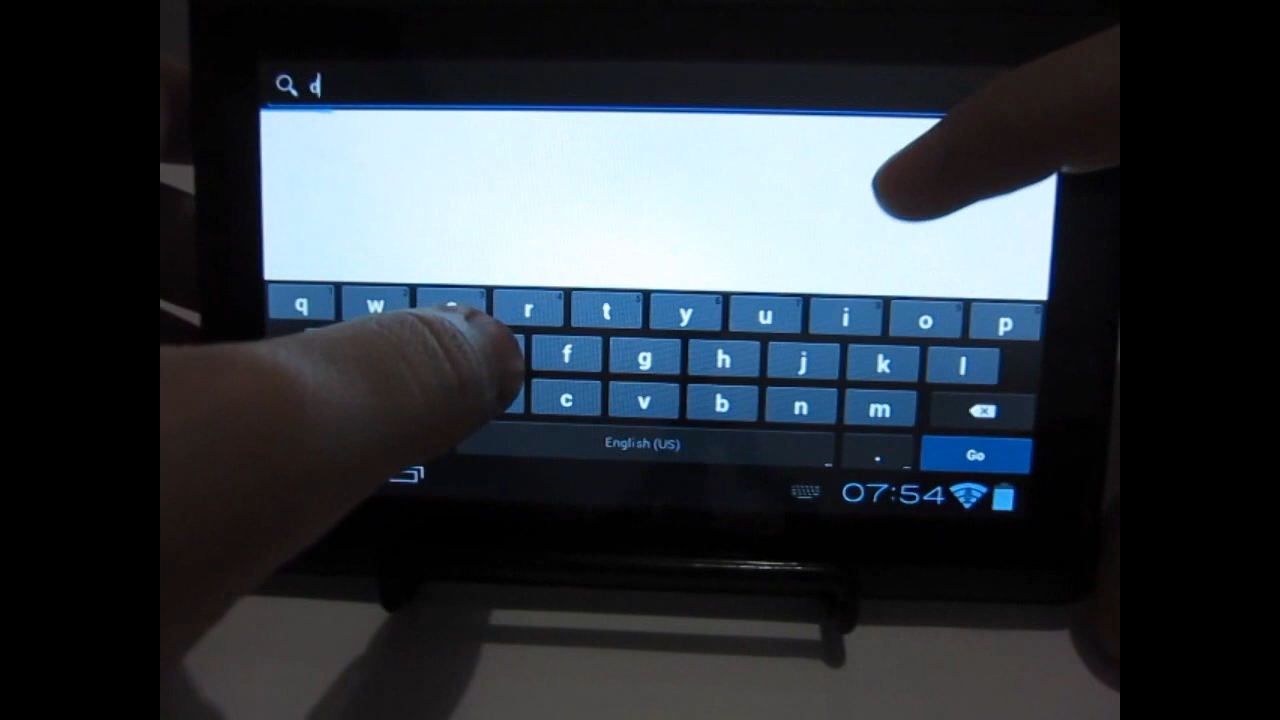 d
q w e r t y u i o p
f g h j k l
c v b n m
English (US) . Go
07:54